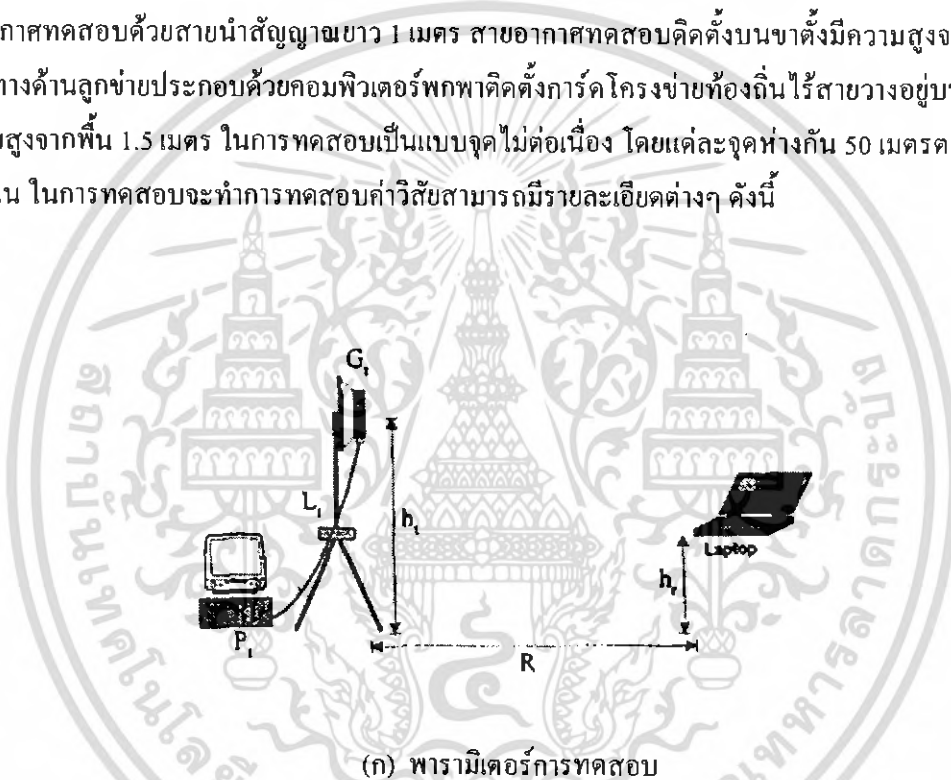 กาศทดสอบด้วยสายนำสัญญาณยาว 1 เมตร สายอากาศทดสอบติดตั้งบนขาตั้งมีความสูงจ
ทางด้านลูกข่ายประกอบด้วยคอมพิวเตอร์พกพาติดตั้งการ์ดโครงข่ายท้องถิ่นไร้สายวางอยู่บ
สูงจากพื้น 1.5 เมตร ในการทดสอบเป็นแบบจุดไม่ต่อเนื่อง โดยแต่ละจุดห่างกัน 50 เมตรต
น ในการทดสอบจะทำการทดสอบค่าวิสัยสามารถมีรายละเอียดต่างๆ ดังนี้
G_t
L_t
h_t
Laptop
h_r
P_t
R
(ก) พารามิเตอร์การทดสอบ